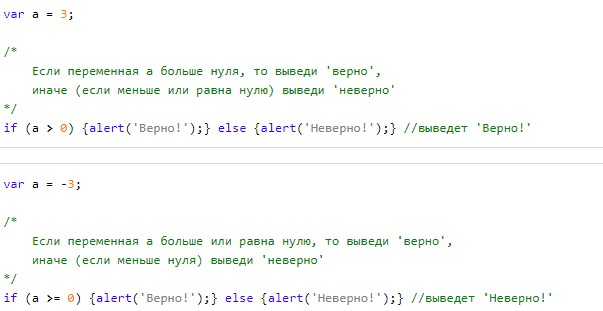 var a = 3;
/*
Если переменная a больше нуля, то выведи 'верно',
иначе (если меньше или равна нулю) выведи 'неверно'
*/
if (a > 0) {alert('Верно!');} else {alert('Неверно!');} //выведет 'Верно!'
var a = -3;
/*
Если переменная a больше или равна нулю, то выведи 'верно',
иначе (если меньше нуля) выведи 'неверно'
*/
if (a >= 0) {alert('Верно!');} else {alert('Неверно!');} //выведет 'Неверно!'